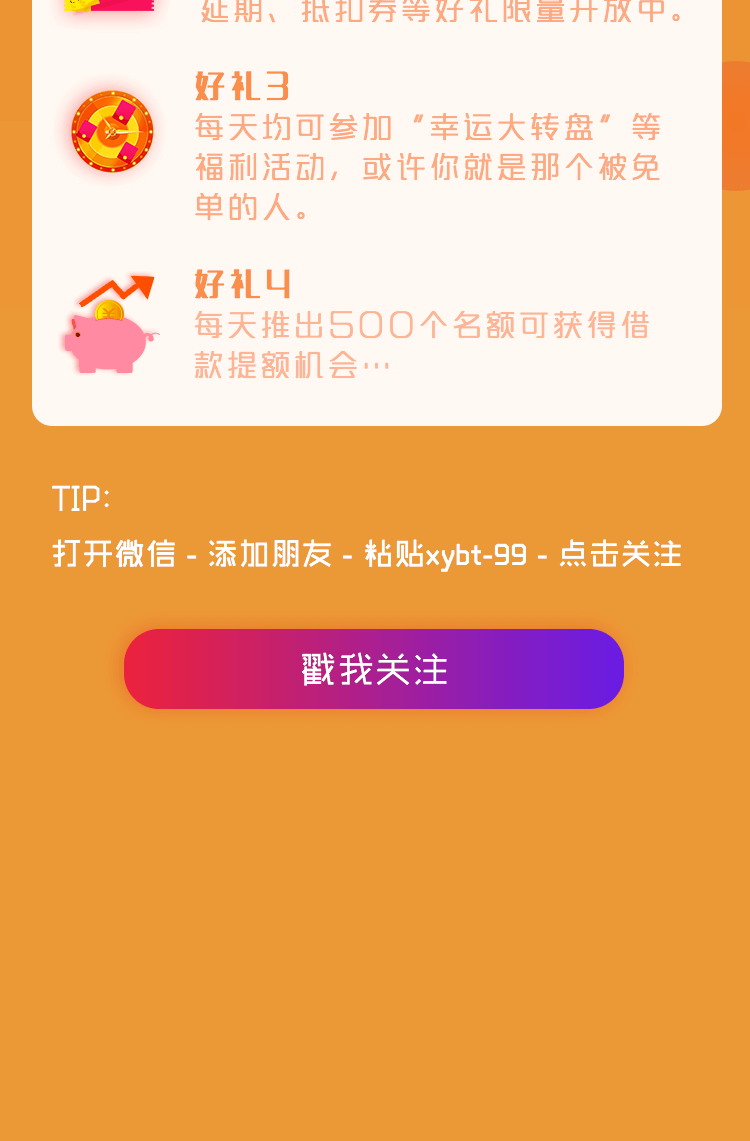 延期、抵扣券等好礼限量开放中。
好礼3
每天均可参加“幸运大转盘”等
福利活动，或许你就是那个被免
单的人。
好礼4
每天推出500个名额可获得借
款提额机会…
TIP:
打开微信 - 添加朋友 - 粘贴xybt-99 - 点击关注
戳我关注